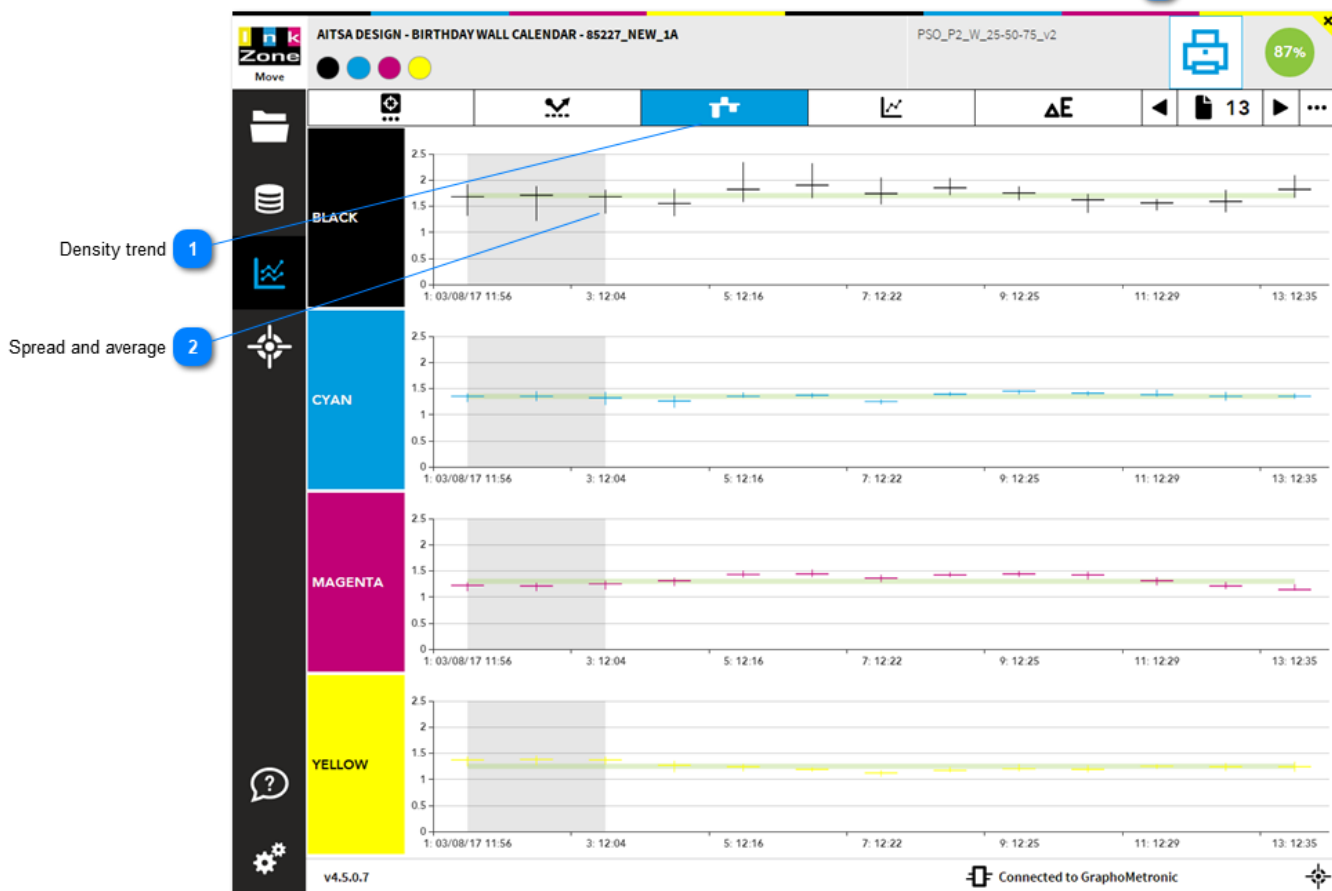 Ink
Zone
Move
AITSA DESIGN - BIRTHDAY WALL CALENDAR - 85227_NEW_1A
PSO_P2_W_25-50-75_v2
87%
ΔE
13
Density trend 1
Spread and average 2
BLACK
2.5
2
1.5
1
0.5
0
1: 03/08/17 11:56 3: 12:04 5: 12:16 7: 12:22 9: 12:25 11: 12:29 13: 12:35
CYAN
2.5
2
1.5
1
0.5
0
1: 03/08/17 11:56 3: 12:04 5: 12:16 7: 12:22 9: 12:25 11: 12:29 13: 12:35
MAGENTA
2.5
2
1.5
1
0.5
0
1: 03/08/17 11:56 3: 12:04 5: 12:16 7: 12:22 9: 12:25 11: 12:29 13: 12:35
YELLOW
2.5
2
1.5
1
0.5
0
1: 03/08/17 11:56 3: 12:04 5: 12:16 7: 12:22 9: 12:25 11: 12:29 13: 12:35
v4.5.0.7
Connected to GraphoMetronic